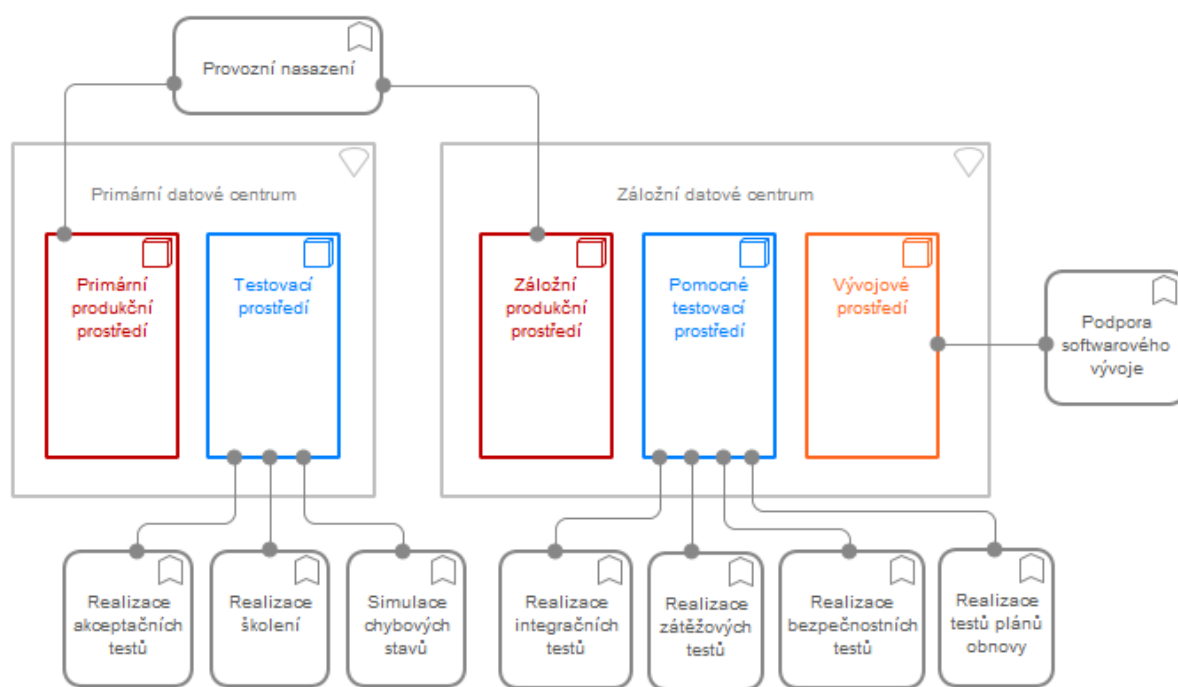 Provozní nasazení
Primární datové centrum
Primární
produkční
prostředí
Testovací
prostředí
Záložní datové centrum
Záložní
produkční
prostředí
Pomocné
testovací
prostředí
Vývojové
prostředí
Podpora
softwarového
vývoje
Realizace
akceptačních
testů
Realizace
školení
Simulace
chybových
stavů
Realizace
integračních
testů
Realizace
zátěžových
testů
Realizace
bezpečnostních
testů
Realizace
testů plánů
obnovy